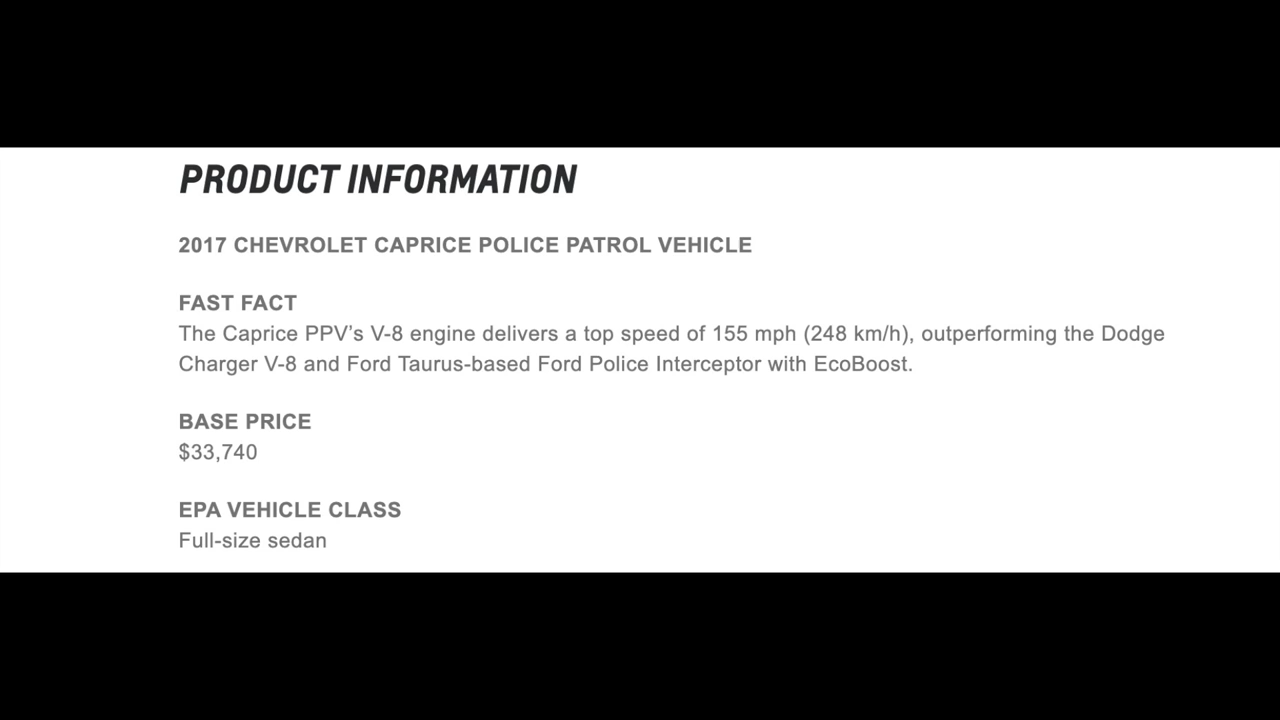 PRODUCT INFORMATION
2017 CHEVROLET CAPRICE POLICE PATROL VEHICLE
FAST FACT
The Caprice PPV’s V-8 engine delivers a top speed of 155 mph (248 km/h), outperforming the Dodge
Charger V-8 and Ford Taurus-based Ford Police Interceptor with EcoBoost.
BASE PRICE
$33,740
EPA VEHICLE CLASS
Full-size sedan